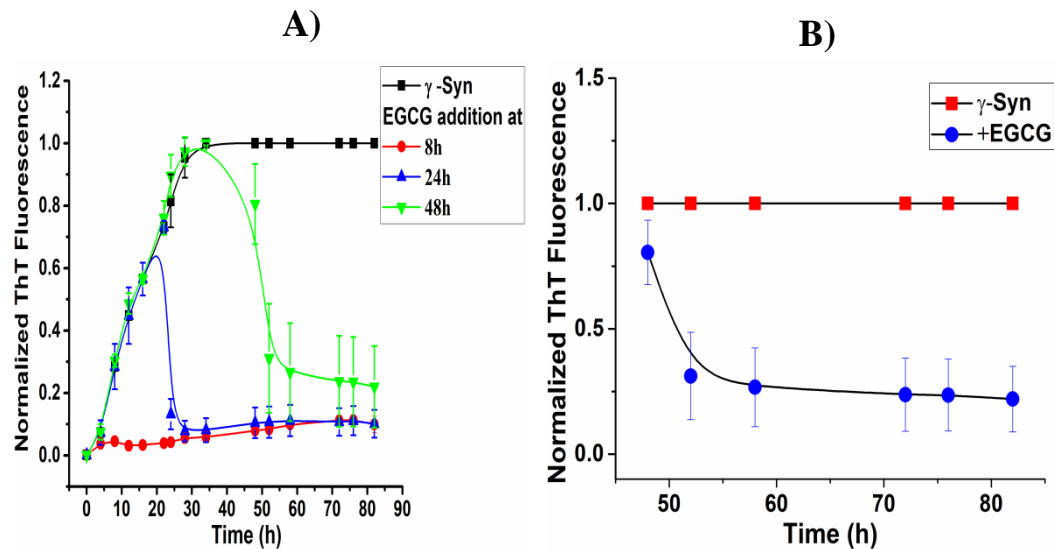 A)
Normalized ThT Fluorescence
1.2
1.0
0.8
0.6
0.4
0.2
0.0
0 10 20 30 40 50 60 70 80 90
Time (h)
γ -Syn
EGCG addition at
8h
24h
48h
B)
Normalized ThT Fluorescence
1.5
1.0
0.5
0.0
50 60 70 80
Time (h)
γ-Syn
+EGCG